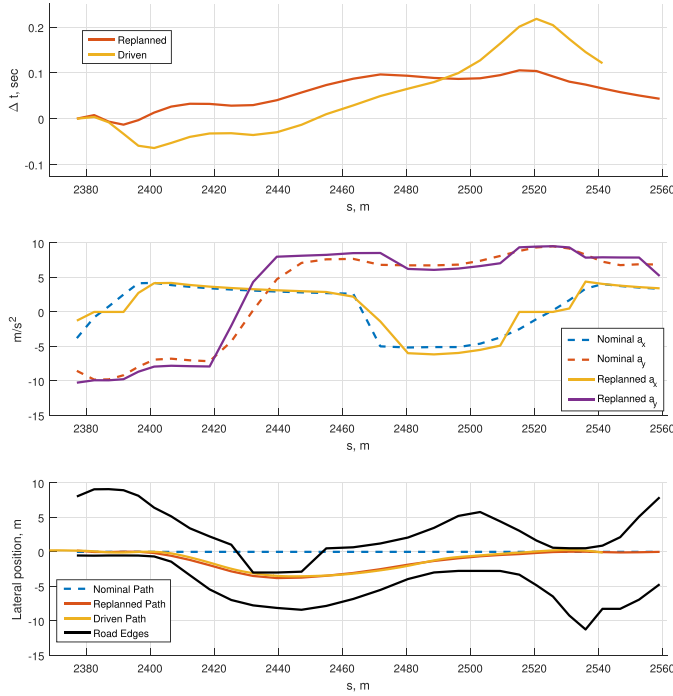 0.2
0.1
0
-0.1
Δ t, sec
Replanned
Driven
2380 2400 2420 2440 2460 2480 2500 2520 2540 2560
s, m
10
5
0
-5
-10
-15
m/s²
Nominal aₓ
Nominal a_y
Replanned aₓ
Replanned a_y
2380 2400 2420 2440 2460 2480 2500 2520 2540 2560
s, m
10
5
0
-5
-10
-15
Lateral position, m
Nominal Path
Replanned Path
Driven Path
Road Edges
2380 2400 2420 2440 2460 2480 2500 2520 2540 2560
s, m